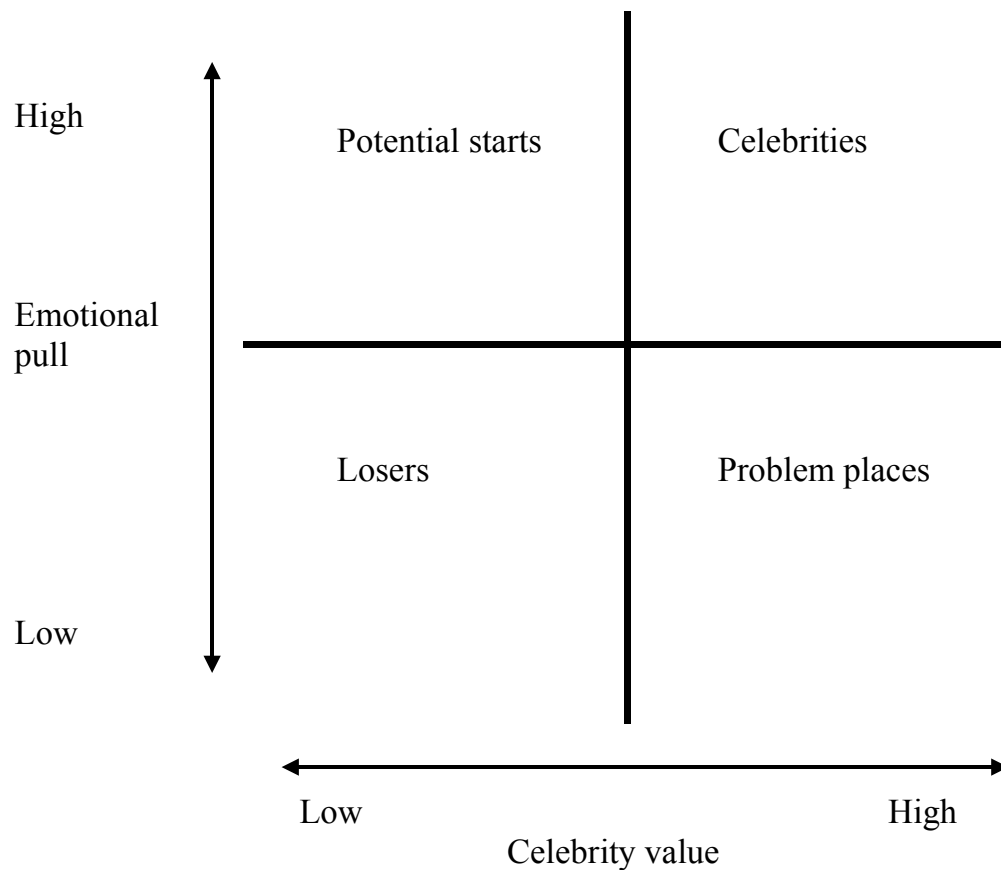 High
Potential starts
Celebrities
Emotional
pull
Losers
Problem places
Low
Low
High
Celebrity value